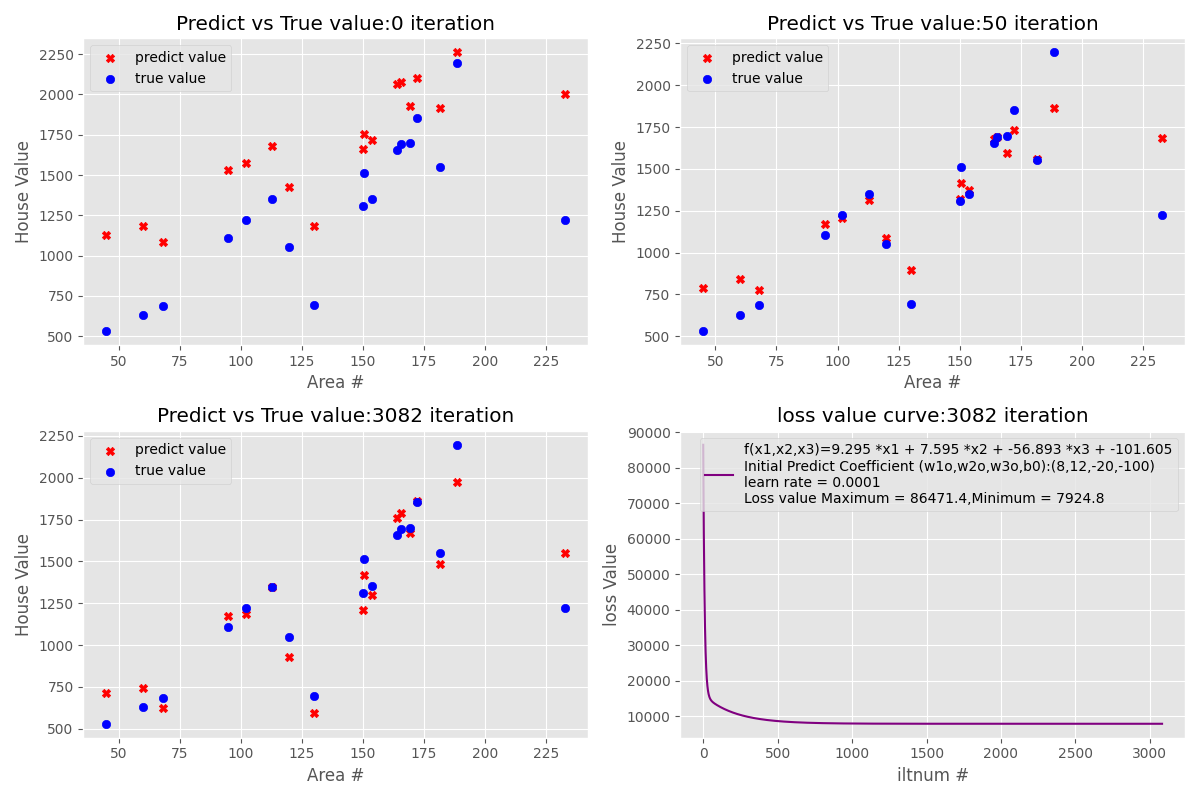 Predict vs True value:0 iteration
predict value
true value
2250
2000
1750
1500
1250
1000
750
500
House Value
50
75
100
125
150
175
200
225
Area #
Predict vs True value:50 iteration
predict value
true value
2250
2000
1750
1500
1250
1000
750
500
House Value
50
75
100
125
150
175
200
225
Area #
Predict vs True value:3082 iteration
predict value
true value
2250
2000
1750
1500
1250
1000
750
500
House Value
50
75
100
125
150
175
200
225
Area #
loss value curve:3082 iteration
f(x1,x2,x3)=9.295 *x1 + 7.595 *x2 + -56.893 *x3 + -101.605
Initial Predict Coefficient (w1o,w2o,w3o,b0):(8,12,-20,-100)
learn rate = 0.0001
Loss value Maximum = 86471.4,Minimum = 7924.8
90000
80000
70000
60000
50000
40000
30000
20000
10000
loss Value
0
500
1000
1500
2000
2500
3000
iltnum #